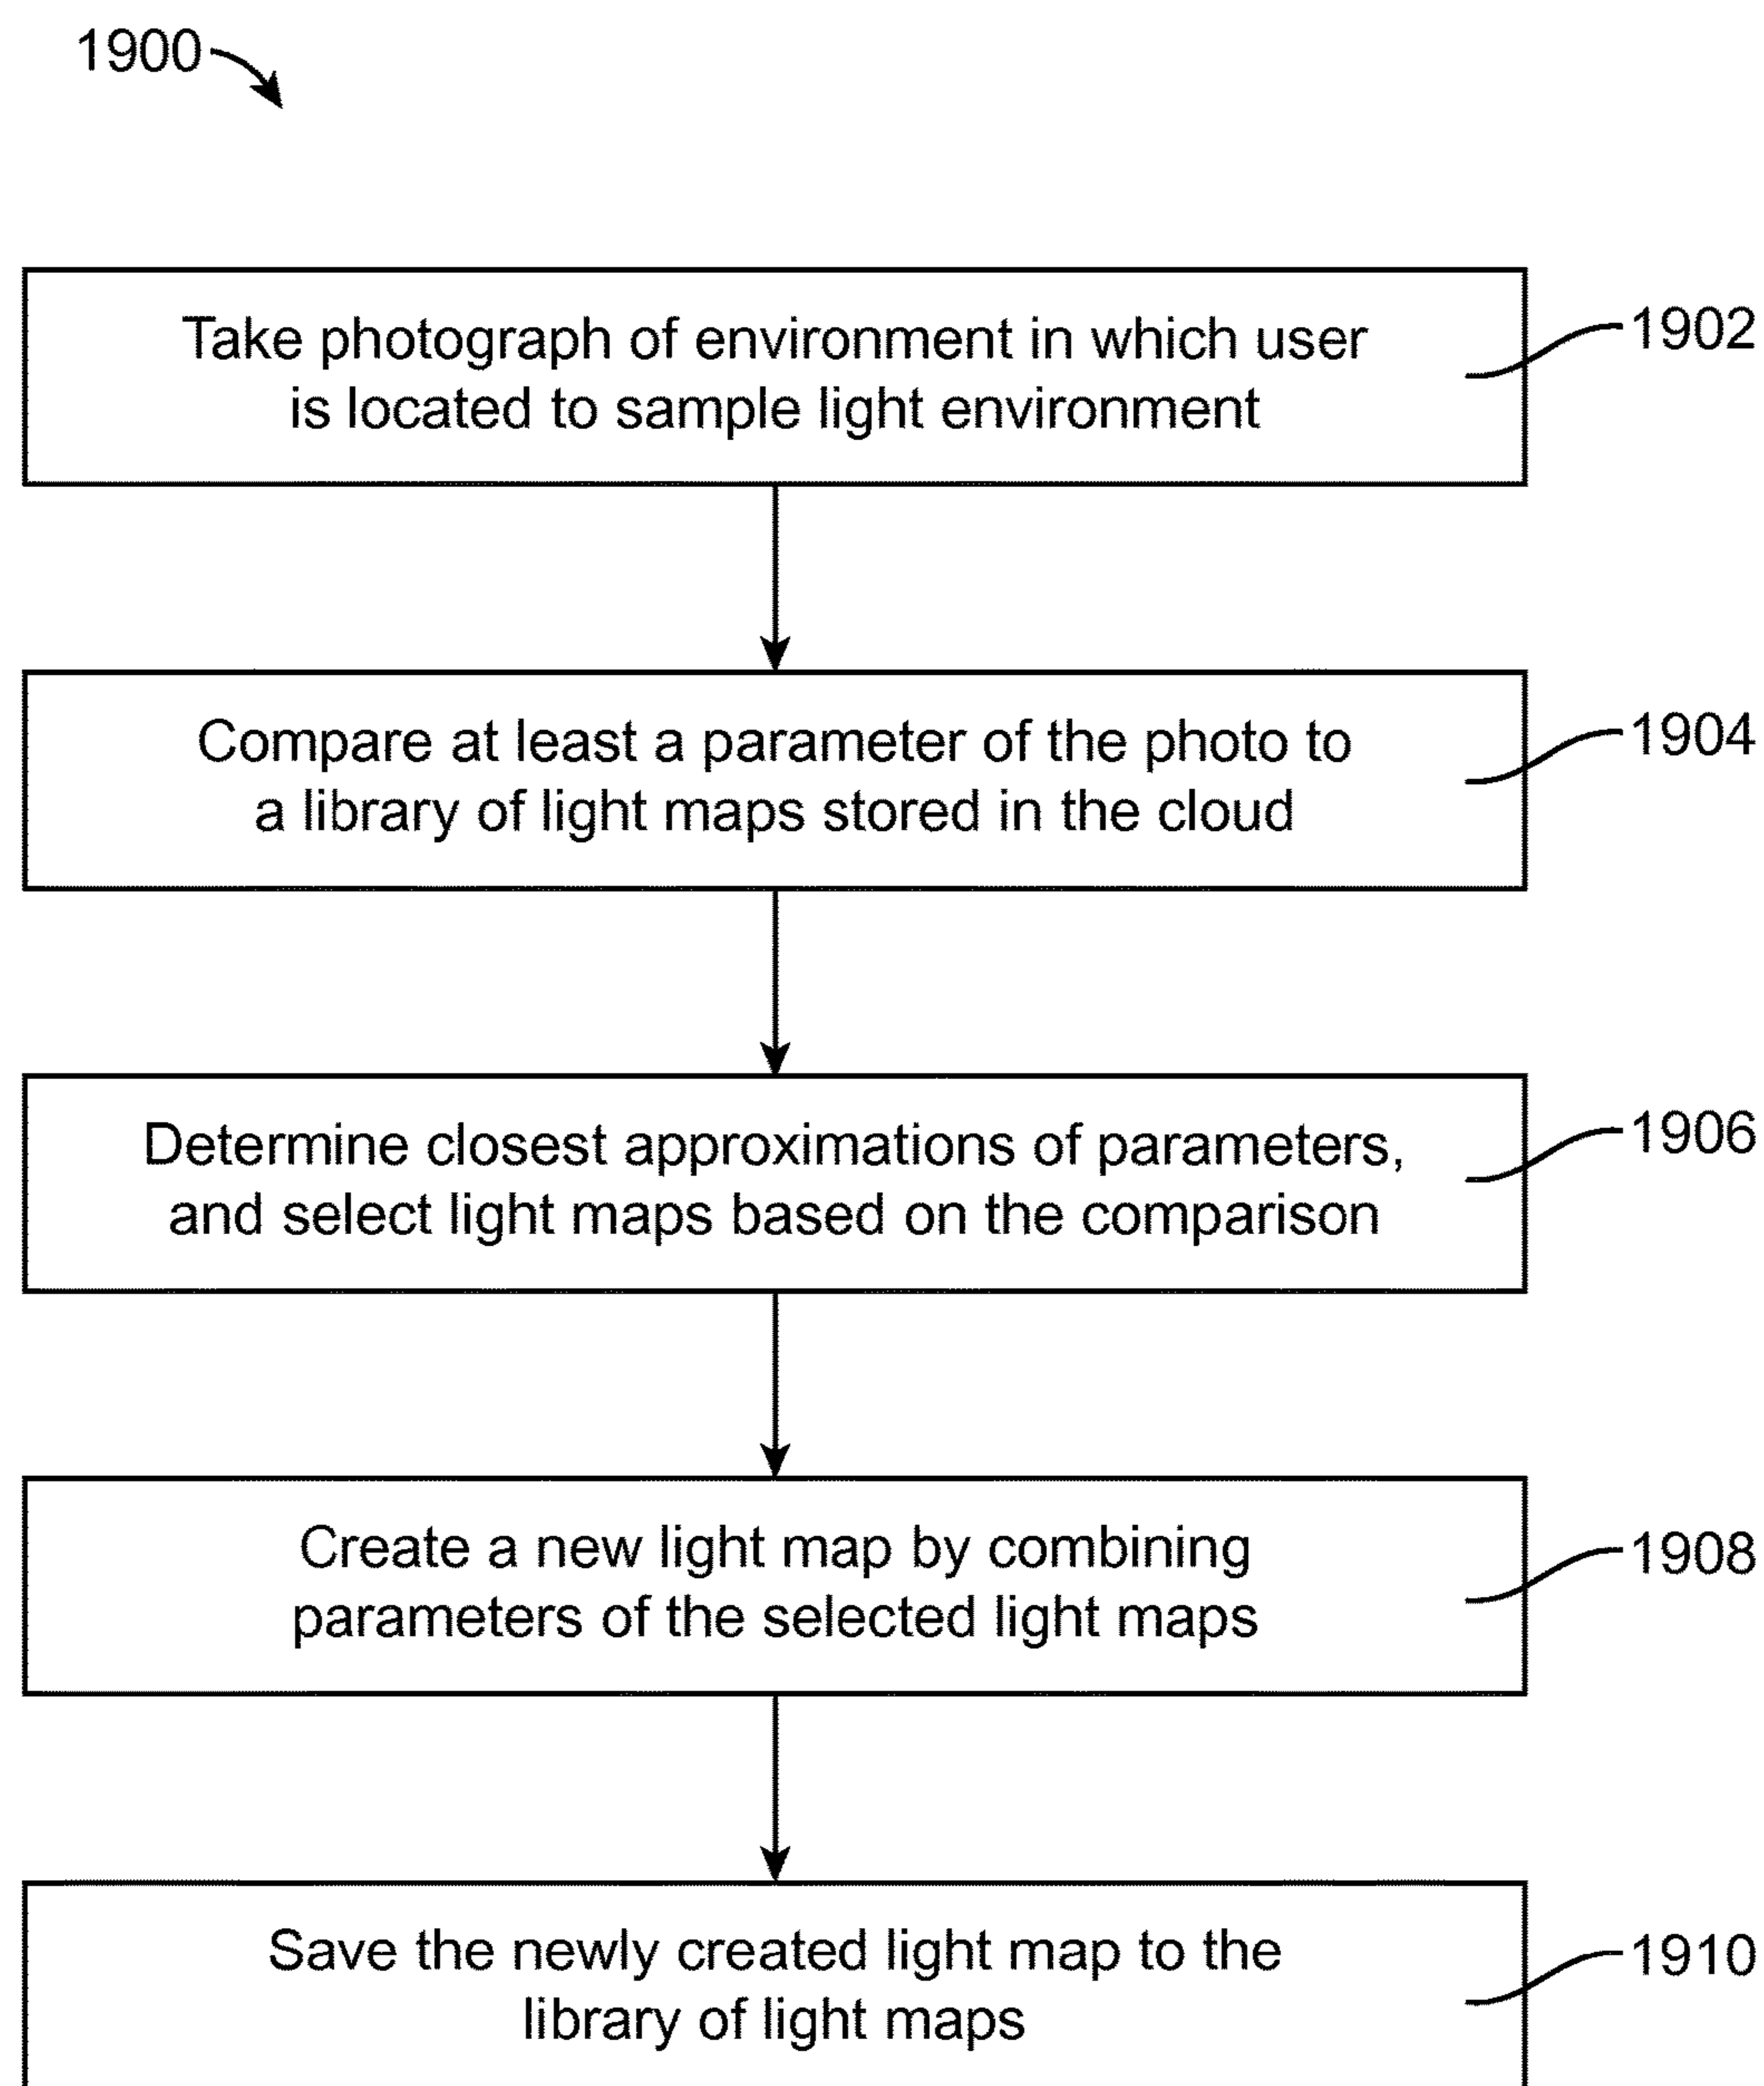 1900
Take photograph of environment in which user
is located to sample light environment
1902
Compare at least a parameter of the photo to
a library of light maps stored in the cloud
1904
Determine closest approximations of parameters,
and select light maps based on the comparison
1906
Create a new light map by combining
parameters of the selected light maps
1908
Save the newly created light map to the
library of light maps
1910